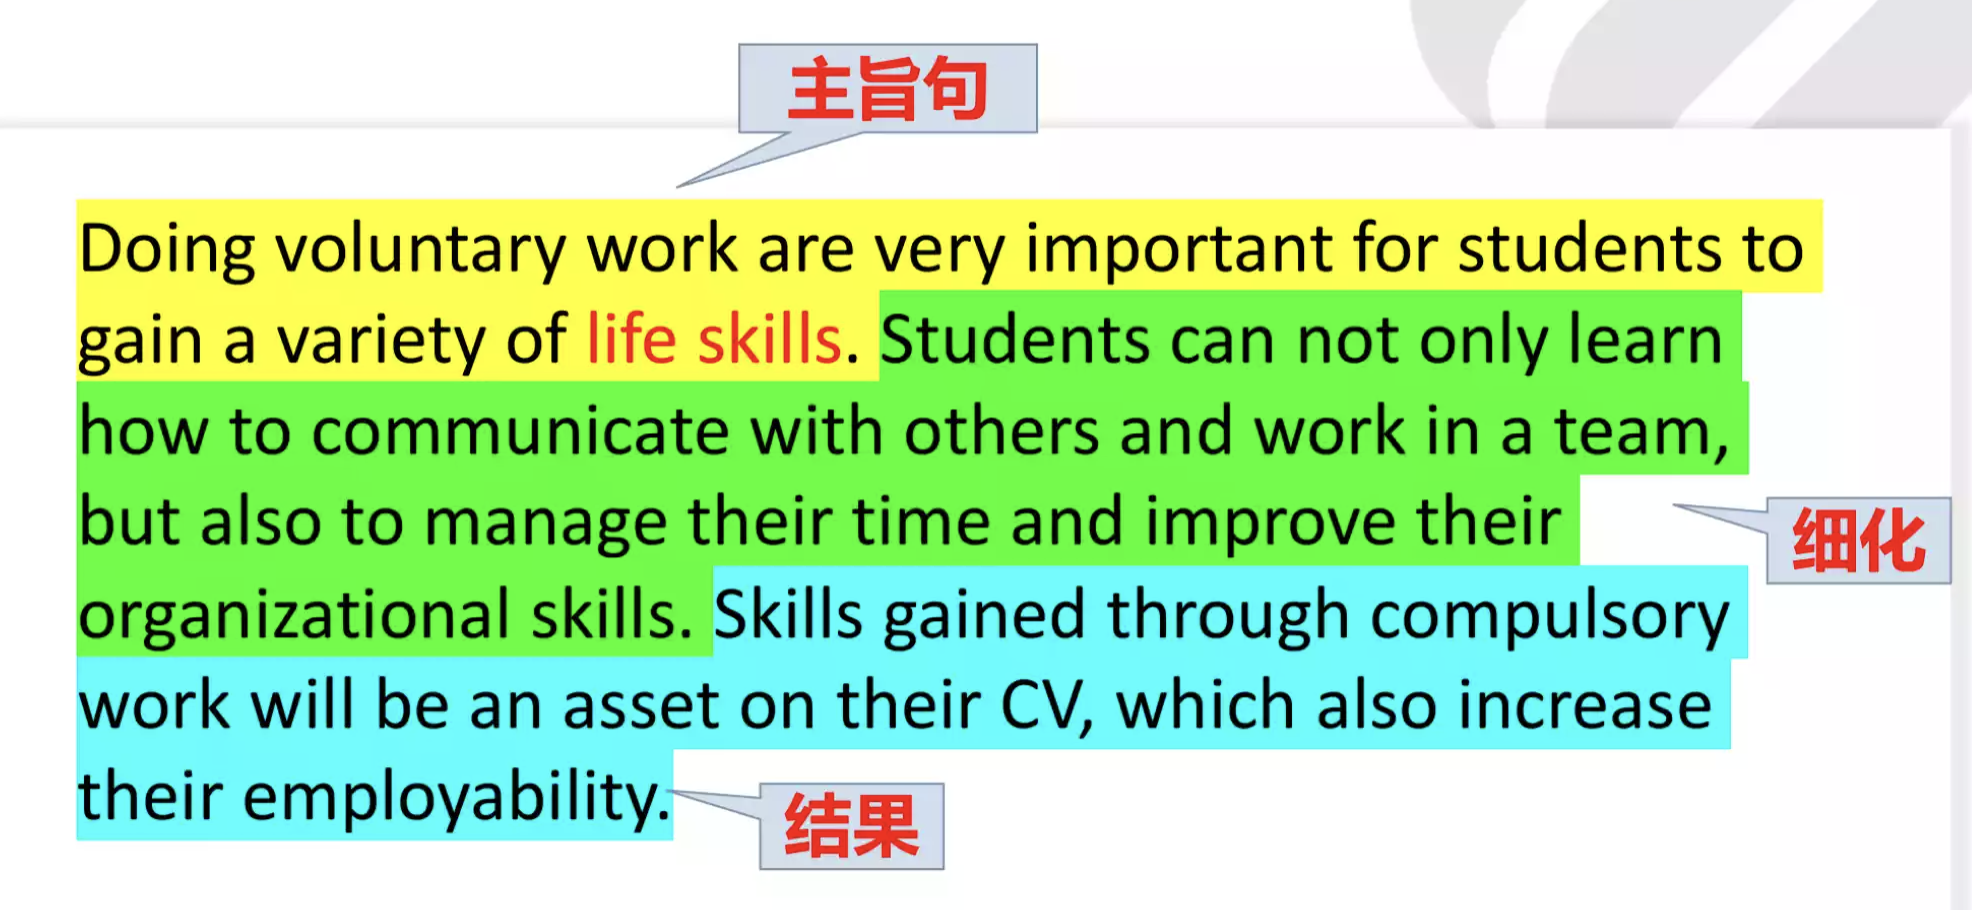 主旨句
Doing voluntary work are very important for students to
gain a variety of life skills. Students can not only learn
how to communicate with others and work in a team,
but also to manage their time and improve their
细化
organizational skills. Skills gained through compulsory
work will be an asset on their CV, which also increase
their employability.
结果